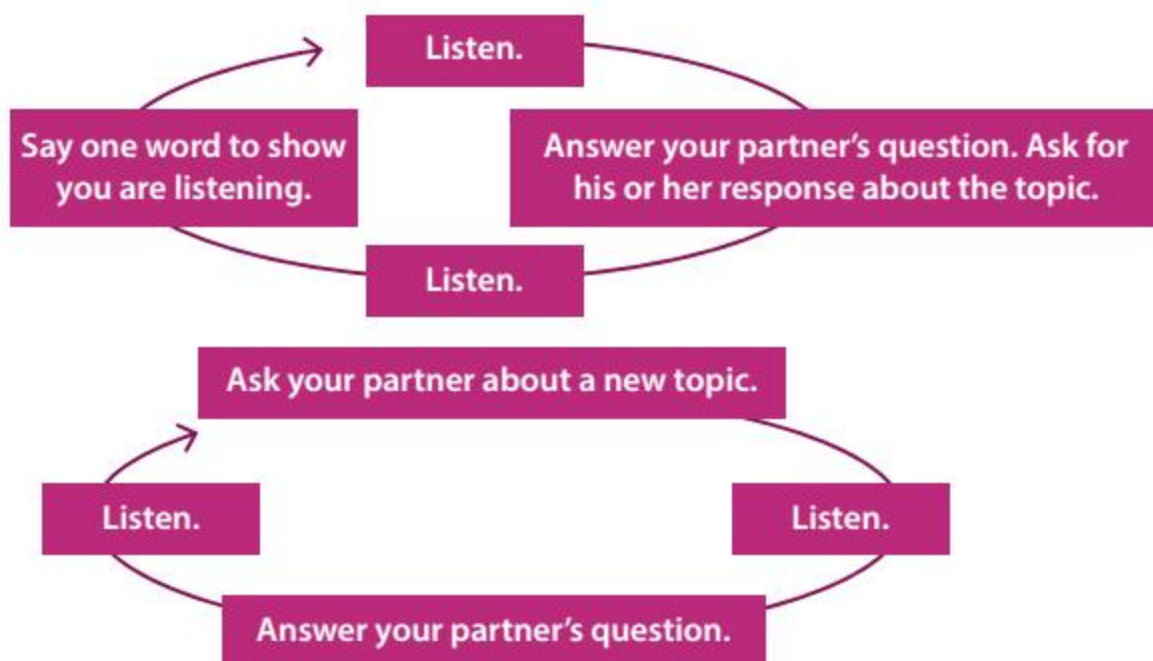 Listen.
Say one word to show
you are listening.
Answer your partner’s question. Ask for
his or her response about the topic.
Listen.
Ask your partner about a new topic.
Listen.
Listen.
Answer your partner’s question.